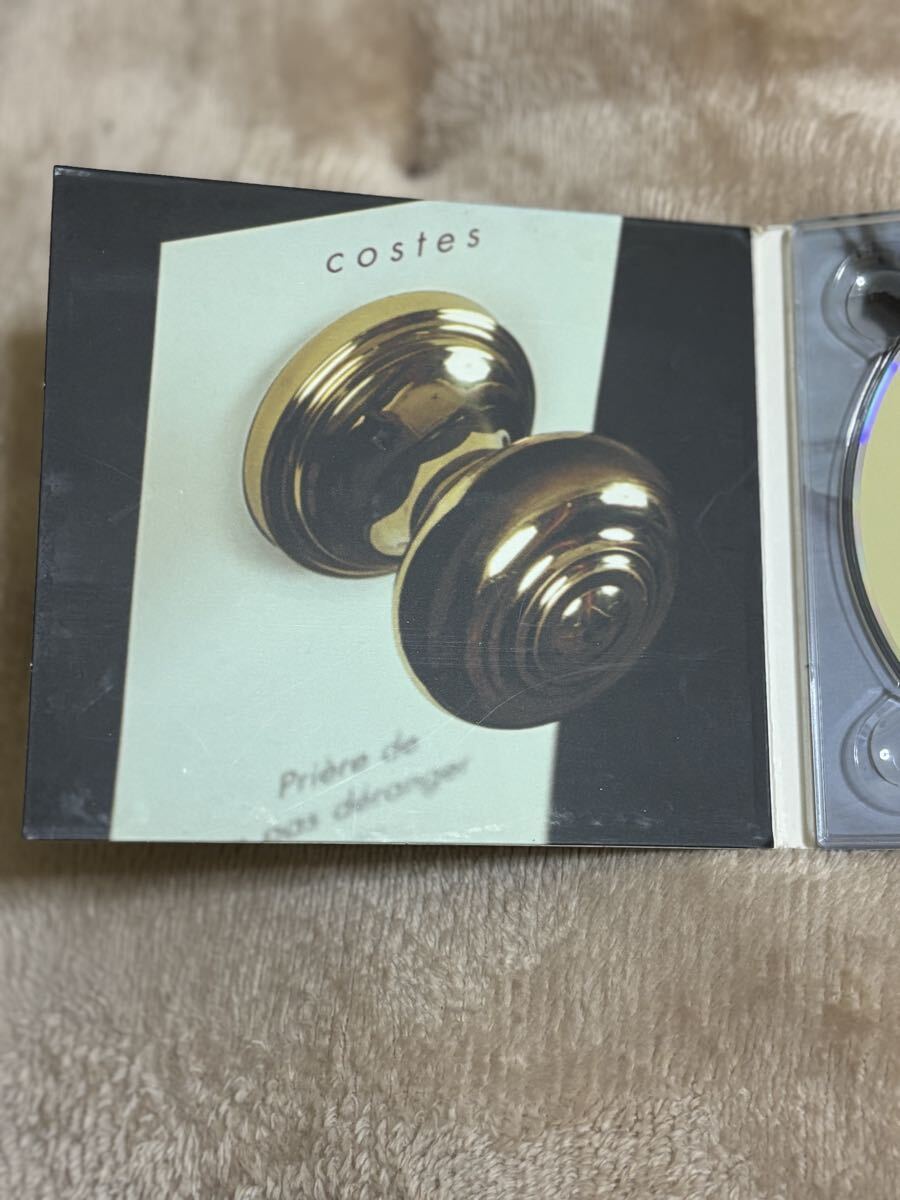 costes
Prière de
pas déranger